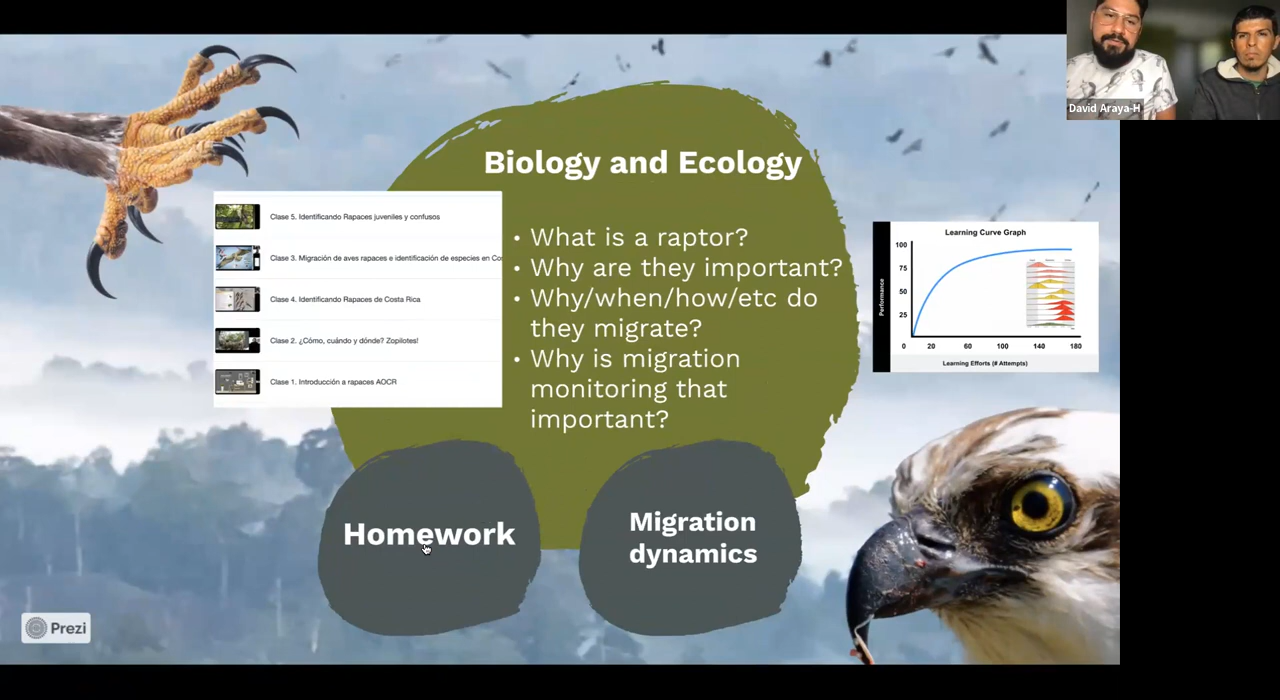 David Araya-H
Biology and Ecology
Clase 5. Identificando Rapaces juveniles y confusos
Clase 3. Migración de aves rapaces e identificación de especies en Cos
Clase 4. Identificando Rapaces de Costa Rica
Clase 2. ¿Cómo, cuándo y dónde? Zopilotes!
Clase 1. Introducción a rapaces AOCR
• What is a raptor?
• Why are they important?
• Why/when/how/etc do
they migrate?
• Why is migration
monitoring that
important?
Learning Curve Graph
Performance
100
75
50
25
0 20 60 100 140 180
Learning Efforts (# Attempts)
Homework
Migration
dynamics
Prezi